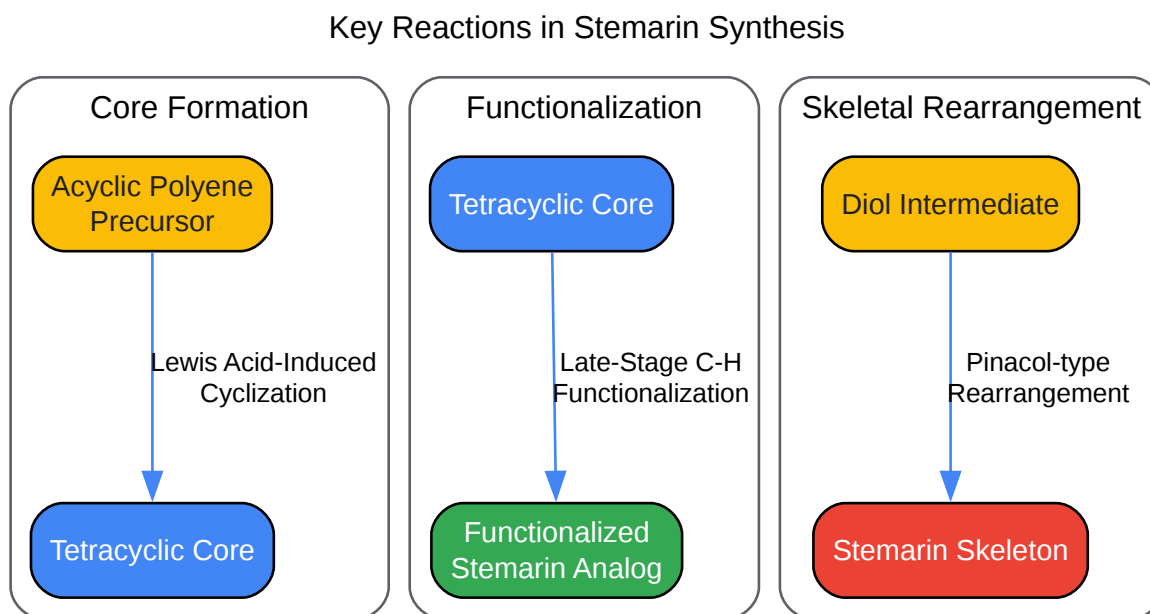 Key Reactions in Stemarin Synthesis
Core Formation
Acyclic Polyene
Precursor
Lewis Acid-Induced
Cyclization
Tetracyclic Core
Functionalization
Tetracyclic Core
Late-Stage C-H
Functionalization
Functionalized
Stemarin Analog
Skeletal Rearrangement
Diol Intermediate
Pinacol-type
Rearrangement
Stemarin Skeleton